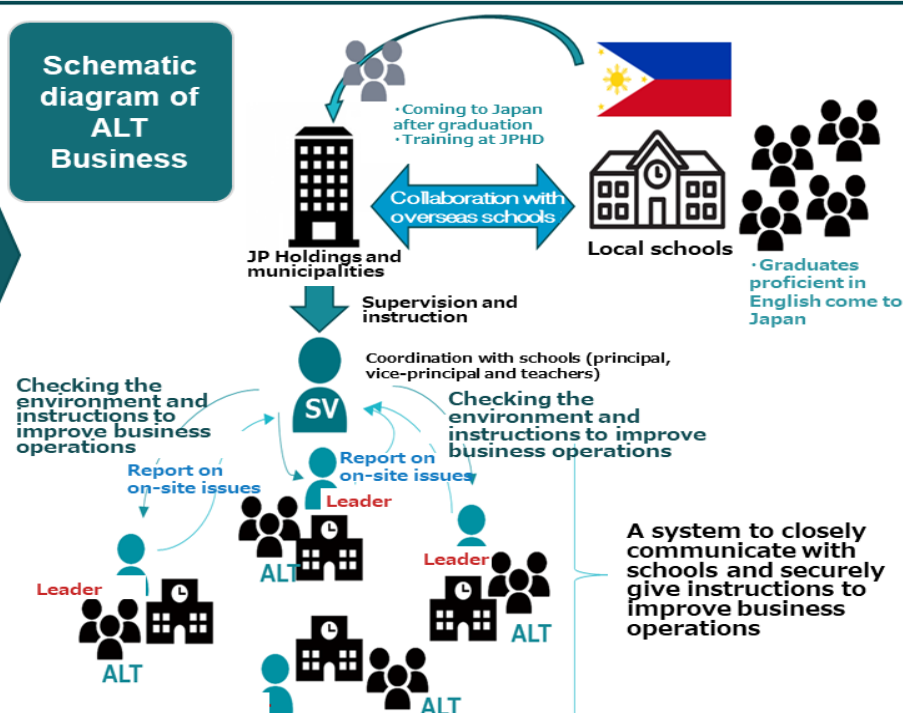 Schematic
diagram of
ALT
Business
・Coming to Japan
after graduation
・Training at JPHD
Collaboration with
overseas schools
JP Holdings and
municipalities
Local schools
・Graduates
proficient in
English come to
Japan
Supervision and
instruction
Coordination with schools (principal,
vice-principal and teachers)
SV
Checking the
environment and
instructions to
improve business
operations
Checking the
environment and
instructions to improve
business operations
Report on
on-site issues
Report on
on-site issues
Leader
ALT
Leader
ALT
Leader
ALT
ALT
A system to closely
communicate with
schools and securely
give instructions to
improve business
operations